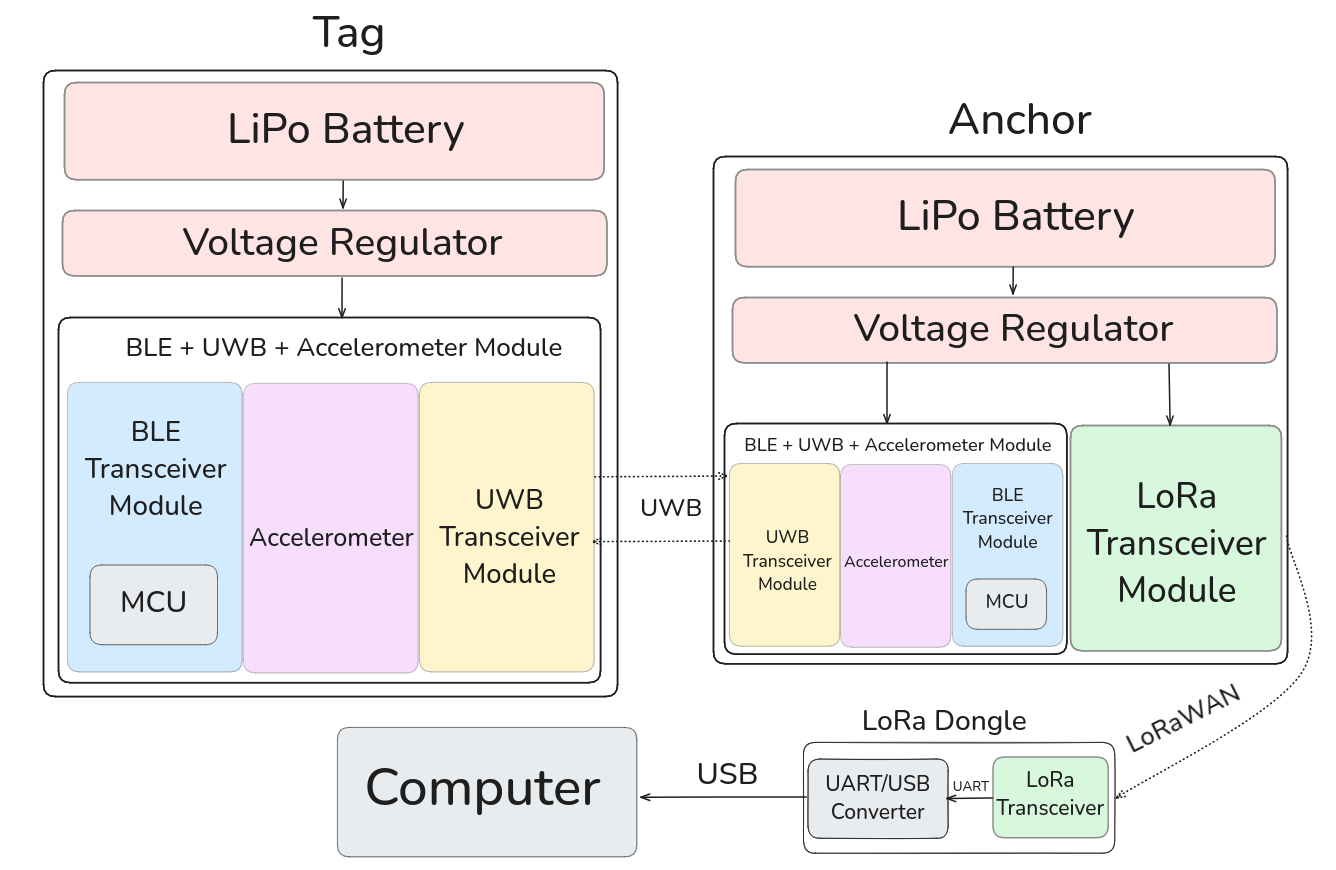 Tag
LiPo Battery
Voltage Regulator
BLE + UWB + Accelerometer Module
BLE
Transceiver
Module
MCU
Accelerometer
UWB
Transceiver
Module
UWB
Anchor
LiPo Battery
Voltage Regulator
BLE + UWB + Accelerometer Module
UWB
Transceiver
Module
Accelerometer
BLE
Transceiver
Module
MCU
LoRa
Transceiver
Module
LoRaWAN
LoRa Dongle
LoRa
Transceiver
UART
UART/USB
Converter
USB
Computer